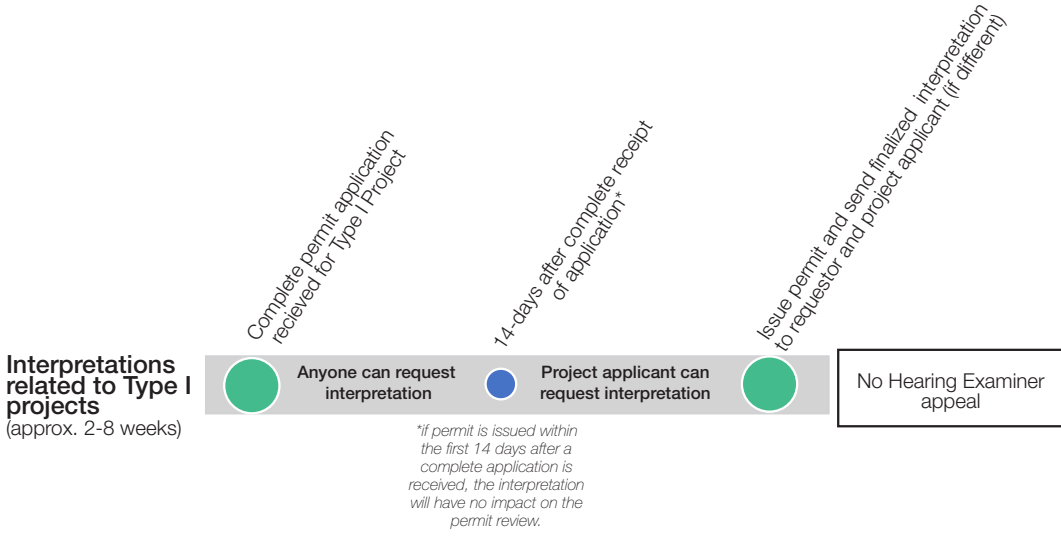 Complete permit application
recieved for Type I Project
14-days after complete receipt
of application*
Issue permit and send finalized interpretation
to requestor and project applicant (if different)
Interpretations
related to Type I
projects
(approx. 2-8 weeks)
Anyone can request
interpretation
Project applicant can
request interpretation
No Hearing Examiner
appeal
*if permit is issued within
the first 14 days after a
complete application is
received, the interpretation
will have no impact on the
permit review.